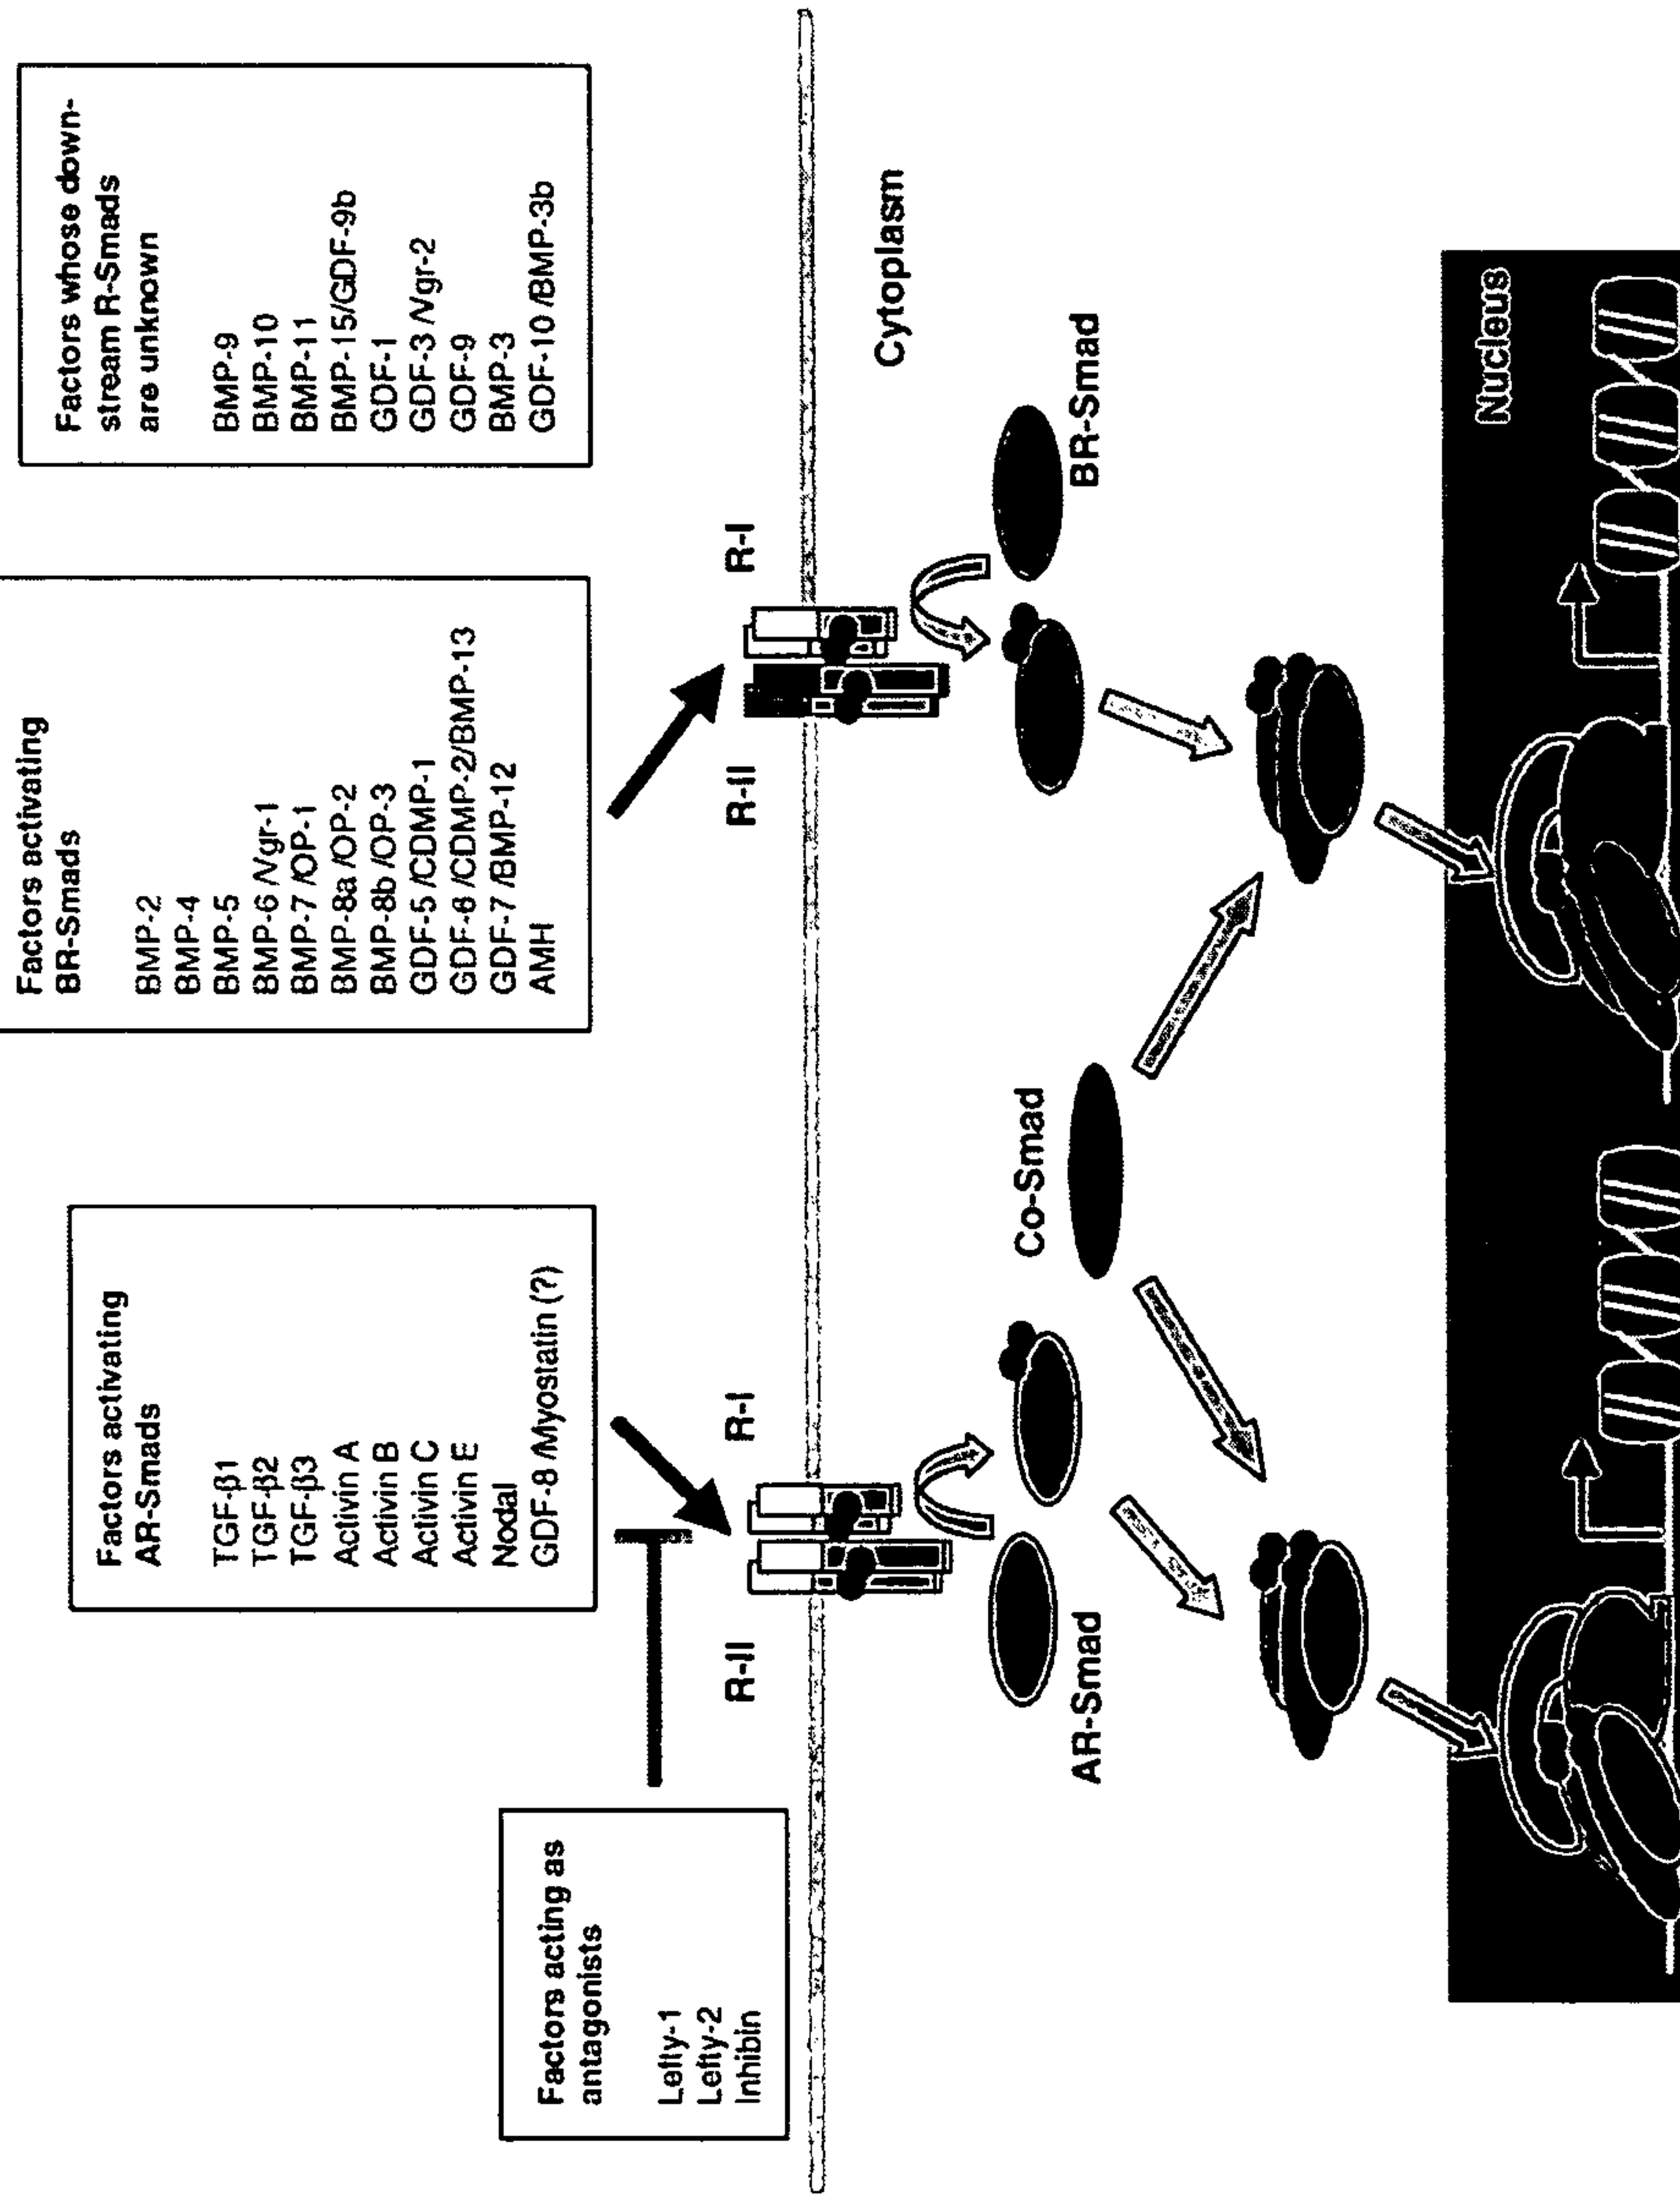 Factors acting as
antagonists
Lefty-1
Lefty-2
Inhibin
Factors activating
AR-Smads
TGF-β1
TGF-β2
TGF-β3
Activin A
Activin B
Activin C
Activin E
Nodal
GDF-8 /Myostatin (?)
Factors activating
BR-Smads
BMP-2
BMP-4
BMP-5
BMP-6 /Vgr-1
BMP-7 /OP-1
BMP-8a /OP-2
BMP-8b /OP-3
GDF-5 /CDMP-1
GDF-6 /CDMP-2/BMP-13
GDF-7 /BMP-12
AMH
Factors whose down-
stream R-Smads
are unknown
BMP-9
BMP-10
BMP-11
BMP-15/GDF-9b
GDF-1
GDF-3 /Vgr-2
GDF-9
BMP-3
GDF-10 /BMP-3b
R-II
R-I
R-II
R-I
Cytoplasm
AR-Smad
Co-Smad
BR-Smad
Nucleus